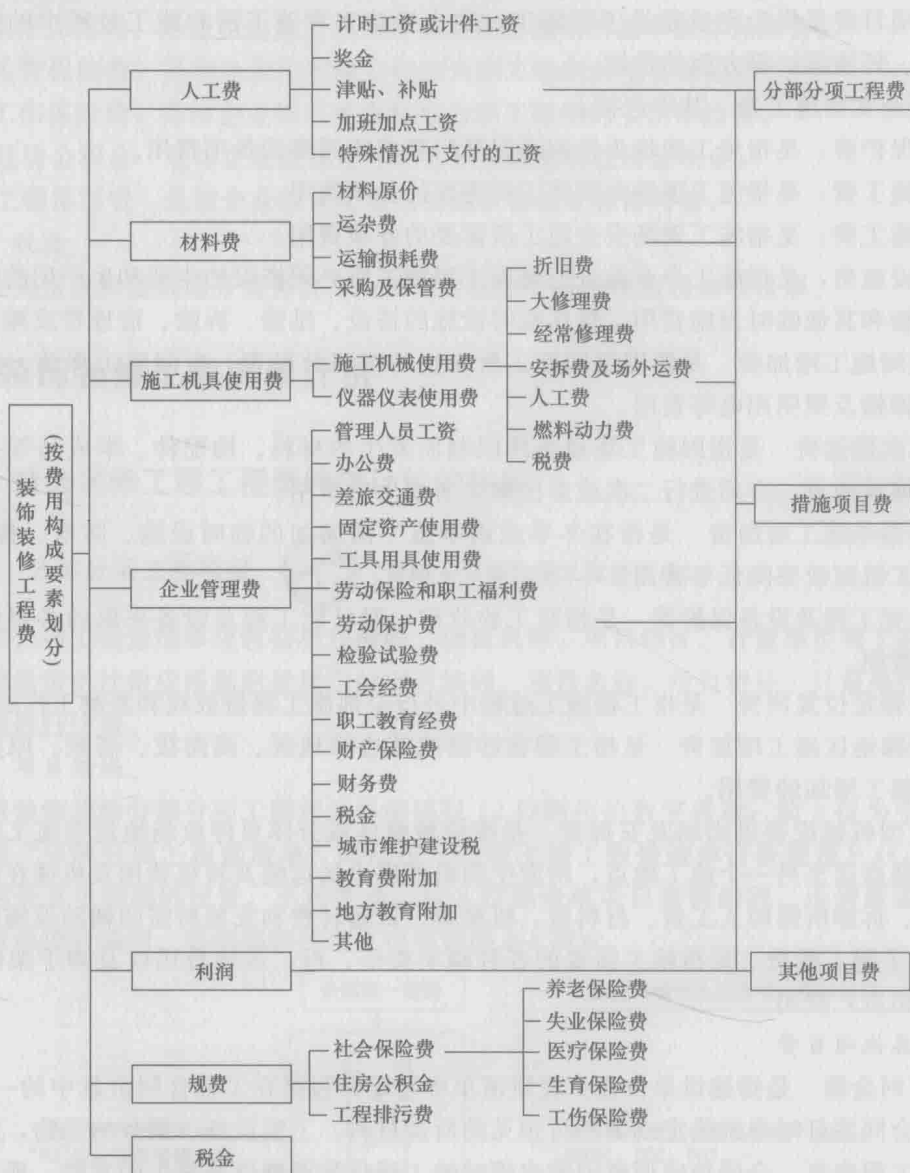 装饰装修工程费
(按费用构成要素划分)
人工费
计时工资或计件工资
奖金
津贴、补贴
加班加点工资
特殊情况下支付的工资
材料费
材料原价
运杂费
运输损耗费
采购及保管费
施工机具使用费
施工机械使用费
仪器仪表使用费
折旧费
大修理费
经常修理费
安拆费及场外运费
人工费
燃料动力费
税费
企业管理费
管理人员工资
办公费
差旅交通费
固定资产使用费
工具用具使用费
劳动保险和职工福利费
劳动保护费
检验试验费
工会经费
职工教育经费
财产保险费
财务费
税金
城市维护建设税
教育费附加
地方教育附加
其他
利润
规费
社会保险费
住房公积金
工程排污费
养老保险费
失业保险费
医疗保险费
生育保险费
工伤保险费
税金
分部分项工程费
措施项目费
其他项目费